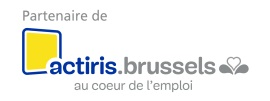 Partenaire de
actiris.brussels
au coeur de l'emploi